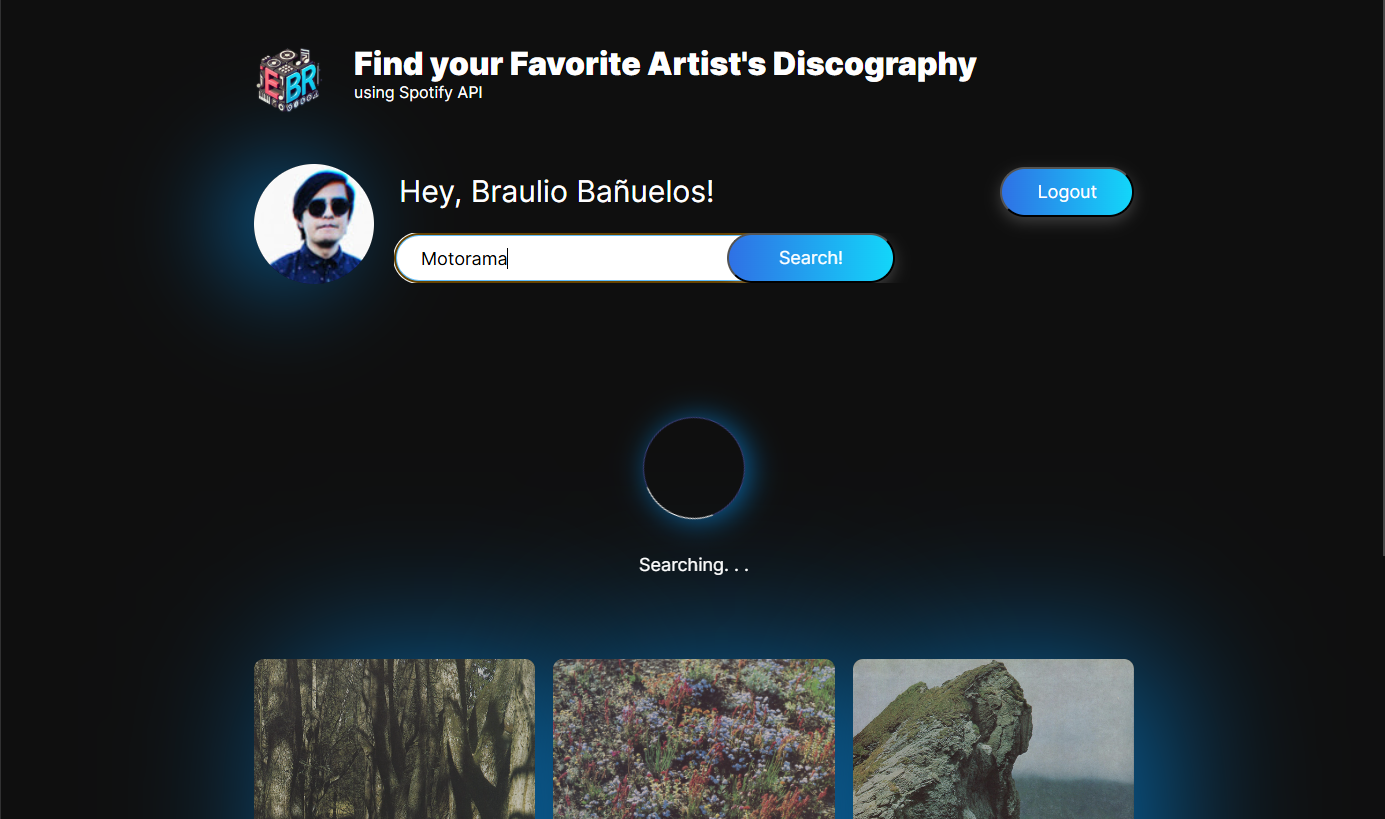 EBR
Find your Favorite Artist's Discography
using Spotify API
Hey, Braulio Bañuelos!
Logout
Motorama
Search!
Searching. . .